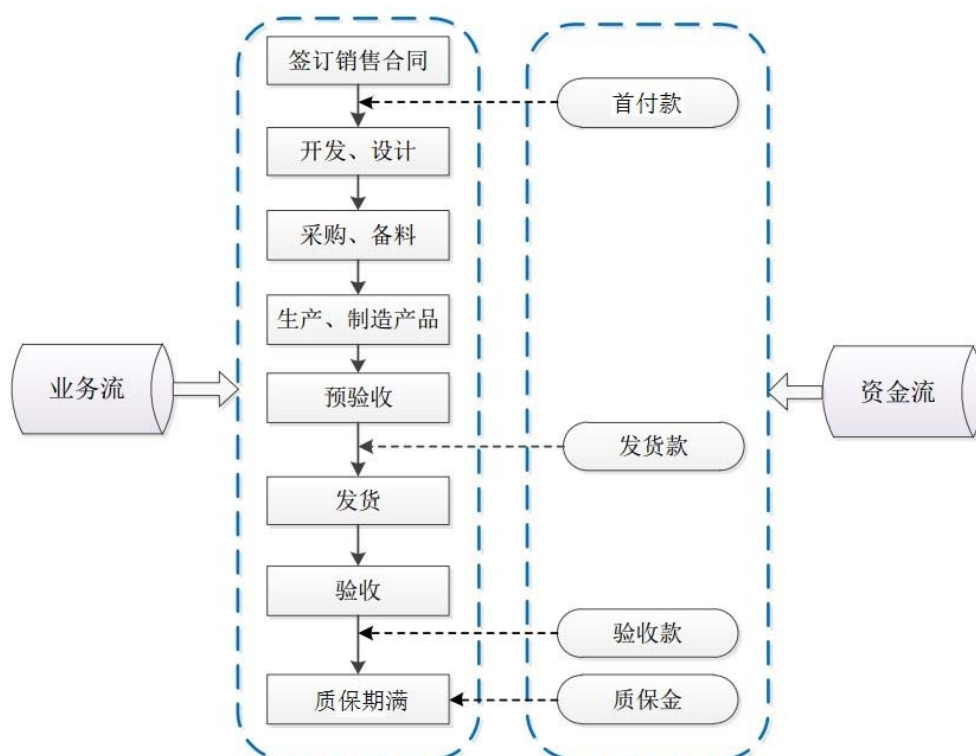 签订销售合同
首付款
开发、设计
采购、备料
生产、制造产品
业务流
预验收
资金流
发货款
发货
验收
验收款
质保期满
质保金